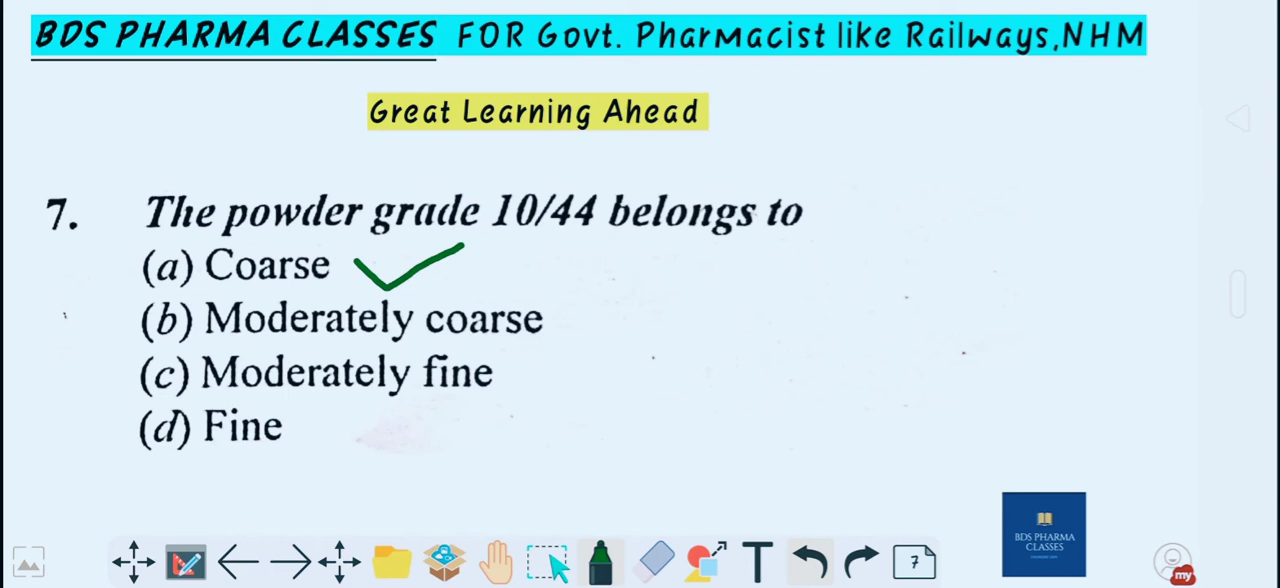 BDS PHARMA CLASSES FOR Govt. Pharmacist like Railways,NHM
Great Learning Ahead
7. The powder grade 10/44 belongs to
(a) Coarse
(b) Moderately coarse
(c) Moderately fine
(d) Fine
T
7
BDS PHARMA
CLASSES
my